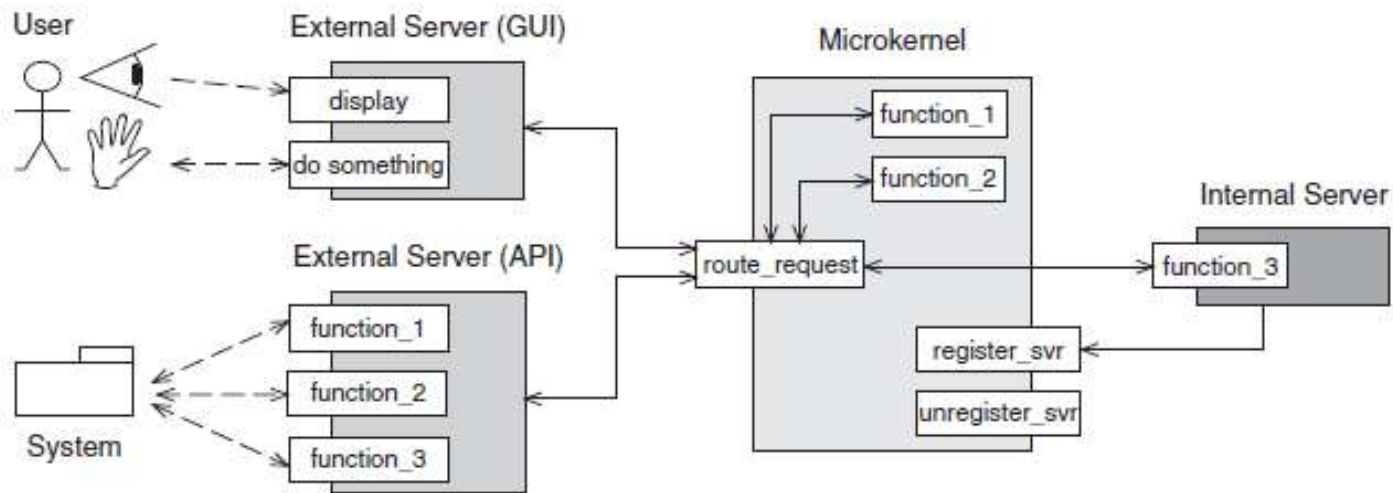 User
External Server (GUI)
display
do something
External Server (API)
function_1
function_2
function_3
System
Microkernel
function_1
function_2
route_request
register_svr
unregister_svr
Internal Server
function_3